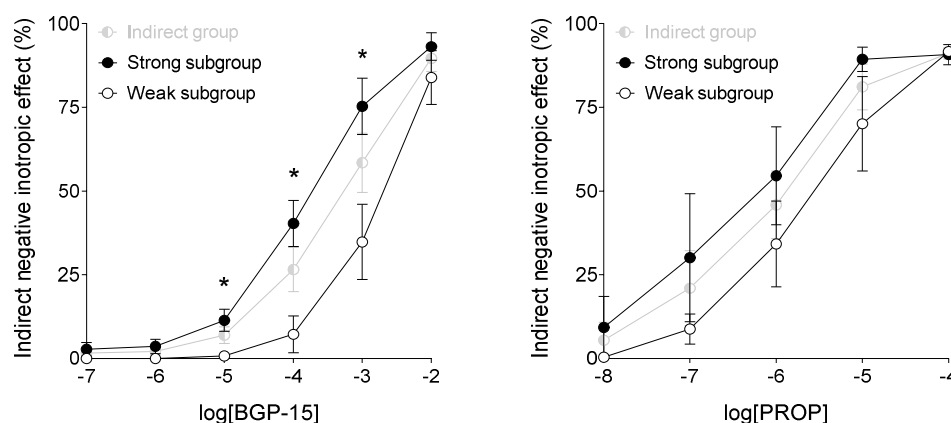 Indirect negative inotropic effect (%)
100
75
50
25
0
Indirect group
Strong subgroup
Weak subgroup
*
*
*
-7 -6 -5 -4 -3 -2
log[BGP-15]
Indirect negative inotropic effect (%)
100
75
50
25
0
Indirect group
Strong subgroup
Weak subgroup
-8 -7 -6 -5 -4
log[PROP]